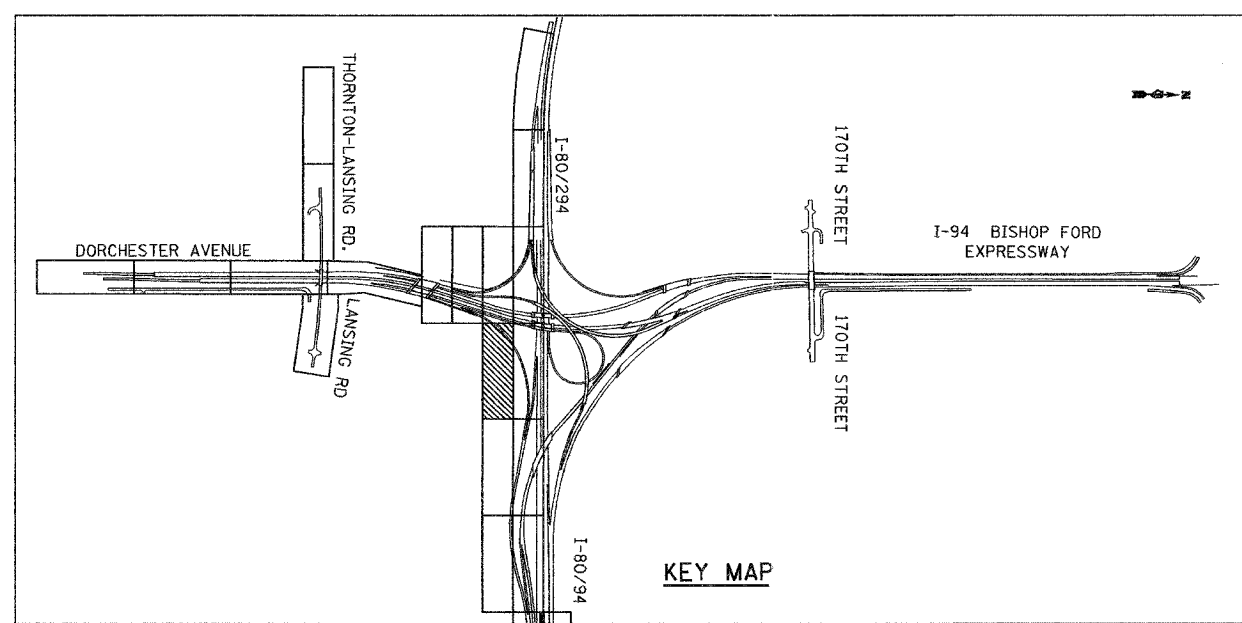 THORNTON-LANSING RD.
I-80/294
N
170TH STREET
I-94 BISHOP FORD
EXPRESSWAY
DORCHESTER AVENUE
LANSING RD
170TH STREET
I-80/94
KEY MAP